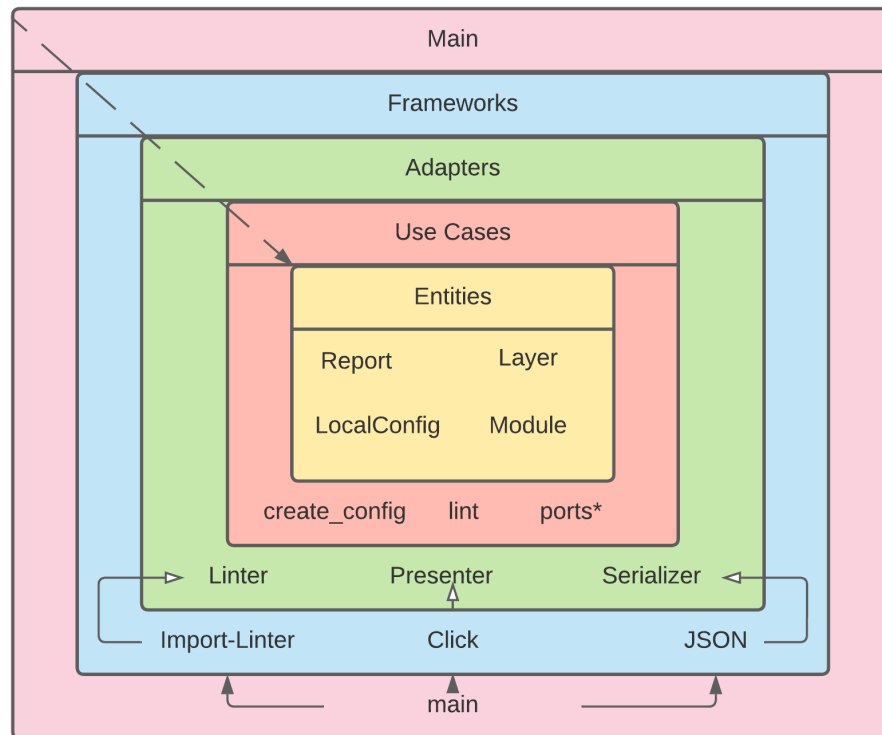 Main
Frameworks
Adapters
Use Cases
Entities
Report Layer
LocalConfig Module
create_config lint ports*
Linter Presenter Serializer
Import-Linter Click JSON
main